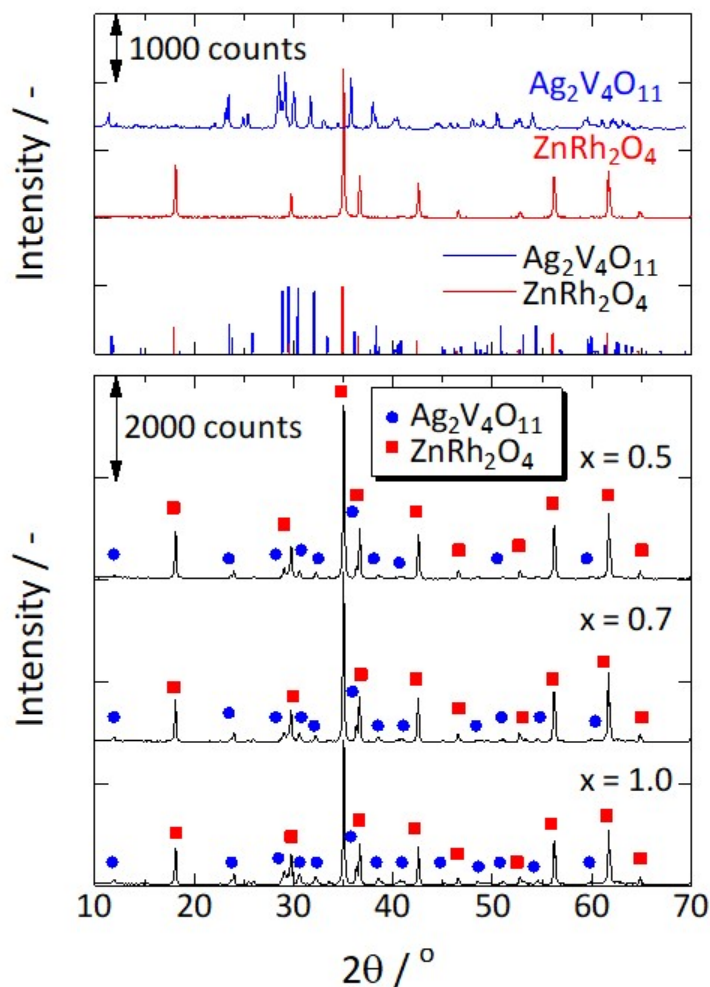 1000 counts
Ag₂V₄O₁₁
ZnRh₂O₄
Ag₂V₄O₁₁
ZnRh₂O₄
Intensity / -
2000 counts
Ag₂V₄O₁₁
ZnRh₂O₄
x = 0.5
x = 0.7
x = 1.0
Intensity / -
10 20 30 40 50 60 70
2θ / °